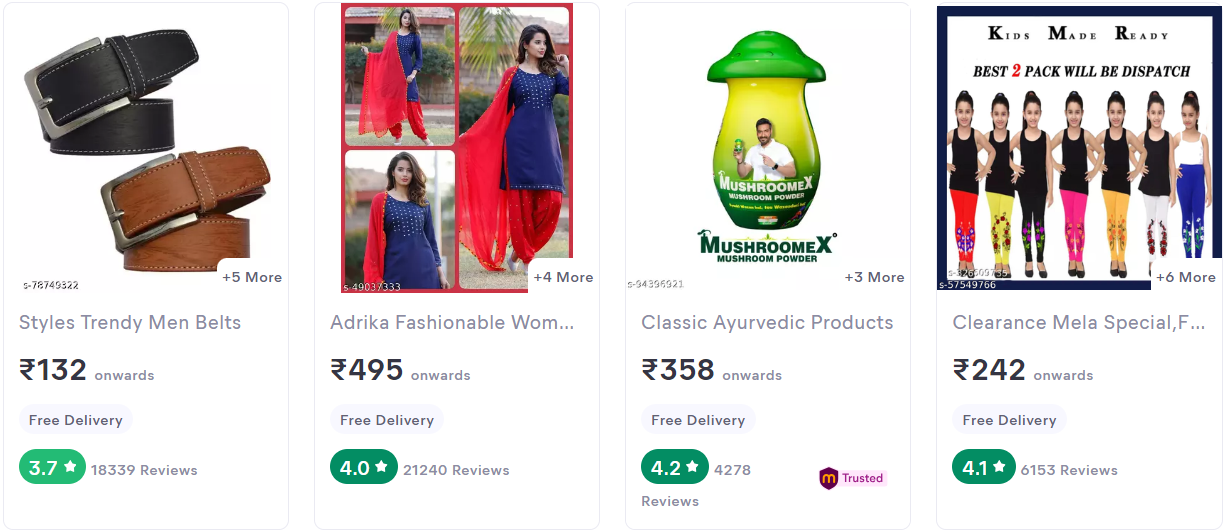 +5 More
s-78749322
Styles Trendy Men Belts
₹132 onwards
Free Delivery
3.7 ★ 18339 Reviews
+4 More
s-49037333
Adrika Fashionable Wom...
₹495 onwards
Free Delivery
4.0 ★ 21240 Reviews
MUSHROOMEX
MUSHROOM POWDER
MUSHROOMEX
MUSHROOM POWDER
+3 More
s-94396921
Classic Ayurvedic Products
₹358 onwards
Free Delivery
4.2 ★ 4278
Reviews
m Trusted
KIDS MADE READY
BEST 2 PACK WILL BE DISPATCH
+6 More
s-57549766
Clearance Mela Special,F...
₹242 onwards
Free Delivery
4.1 ★ 6153 Reviews